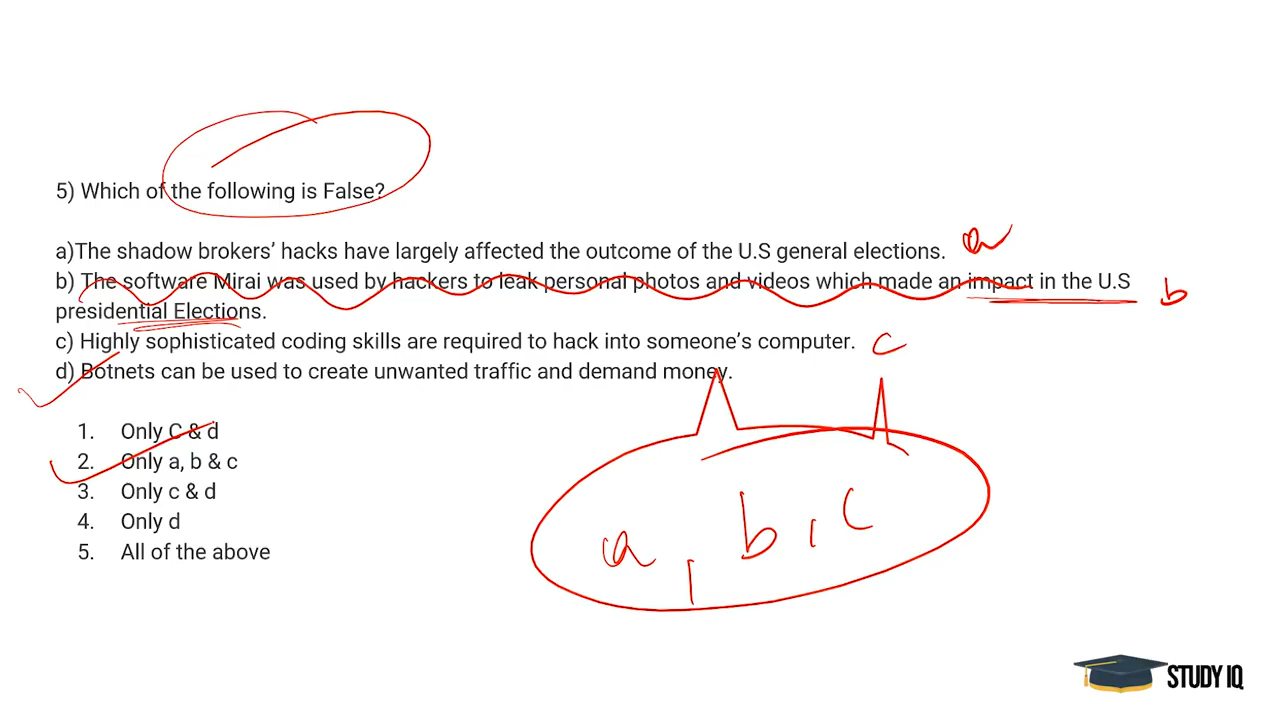 5) Which of the following is False?
a)The shadow brokers’ hacks have largely affected the outcome of the U.S general elections. a
b) The software Mirai was used by hackers to leak personal photos and videos which made an impact in the U.S b
presidential Elections.
c) Highly sophisticated coding skills are required to hack into someone’s computer. c
d) Botnets can be used to create unwanted traffic and demand money.
1. Only C & d
2. Only a, b & c
3. Only c & d
4. Only d
5. All of the above
a, b, c
STUDY IQ